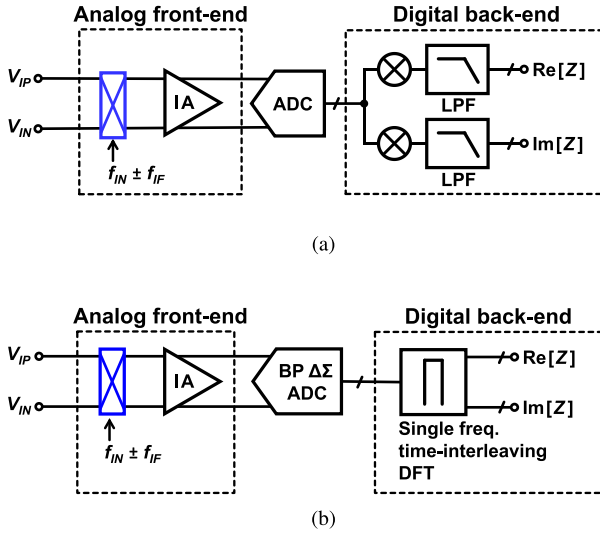 Analog front-end
Digital back-end
V_IP
V_IN
IA
ADC
LPF
Re[Z]
LPF
Im[Z]
f_IN ± f_IF
(a)
Analog front-end
Digital back-end
V_IP
V_IN
IA
BP ΔΣ
ADC
Re[Z]
Im[Z]
f_IN ± f_IF
Single freq.
time-interleaving
DFT
(b)